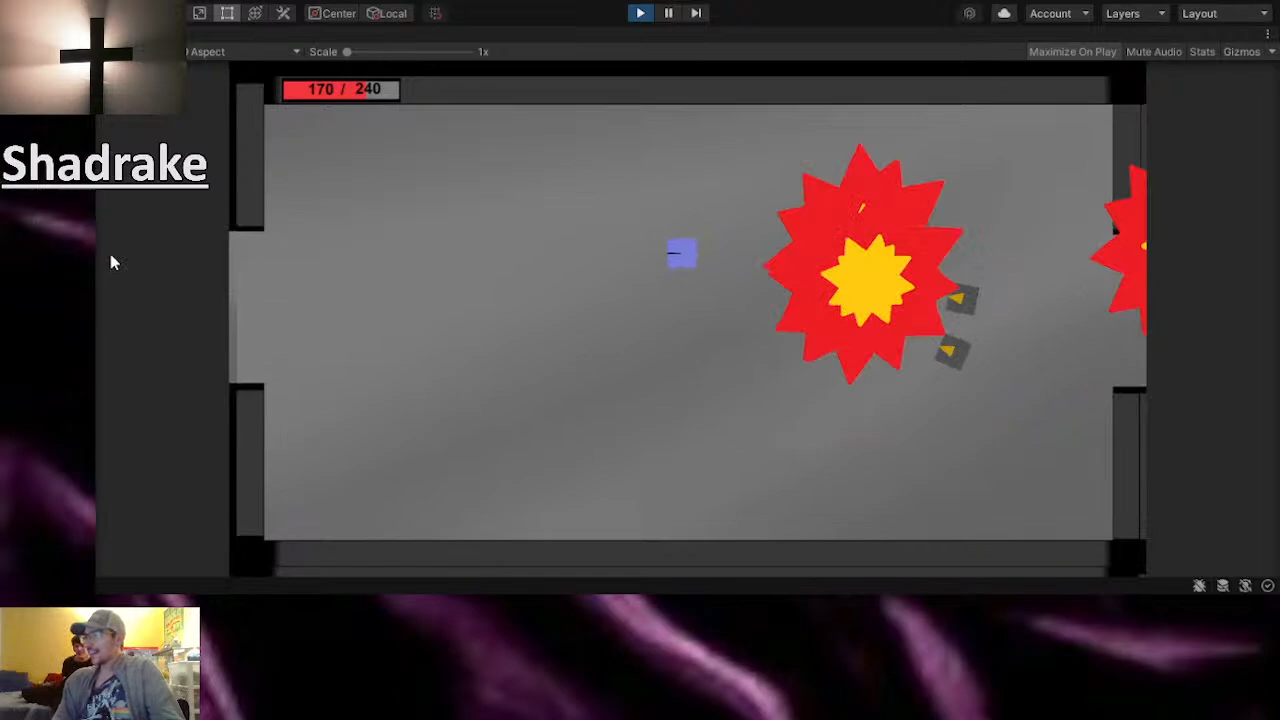 Center
Local
Account
Layers
Layout
Aspect
Scale
1x
Maximize On Play
Mute Audio
Stats
Gizmos
170 / 240
Shadrake